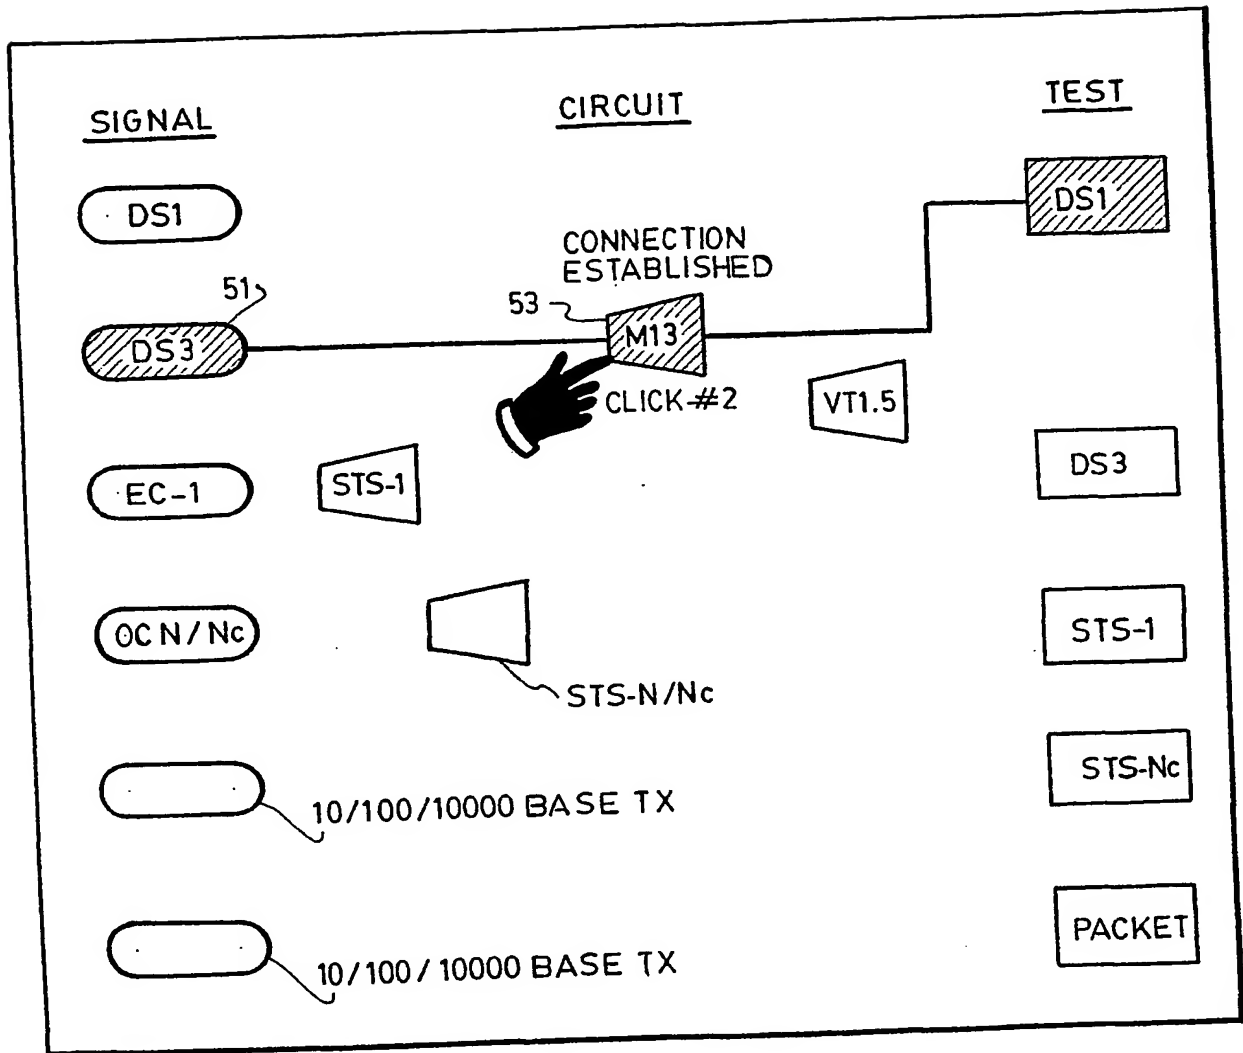 SIGNAL
CIRCUIT
TEST
DS1
DS1
CONNECTION
ESTABLISHED
51
53
DS3
M13
CLICK-#2
VT1.5
DS3
EC-1
STS-1
OC N/Nc
STS-1
STS-N/Nc
STS-Nc
10/100/10000 BASE TX
PACKET
10/100/10000 BASE TX